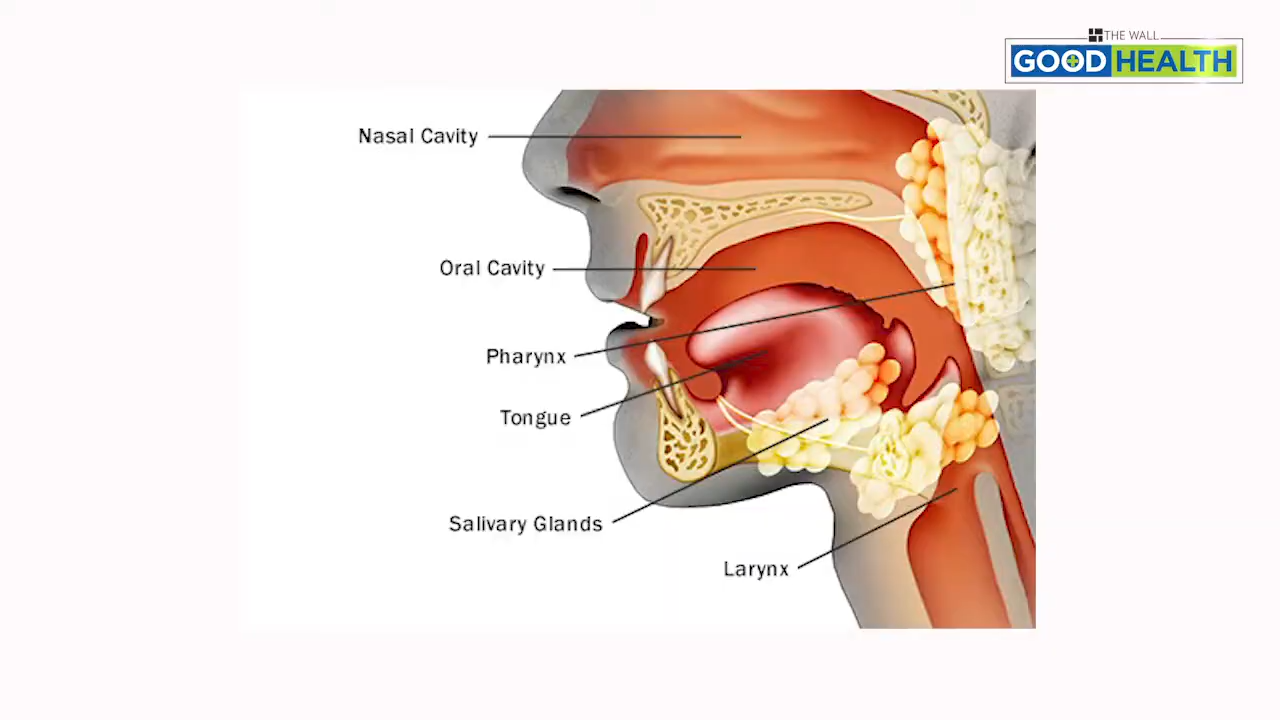 THE WALL
GOOD HEALTH
Nasal Cavity
Oral Cavity
Pharynx
Tongue
Salivary Glands
Larynx